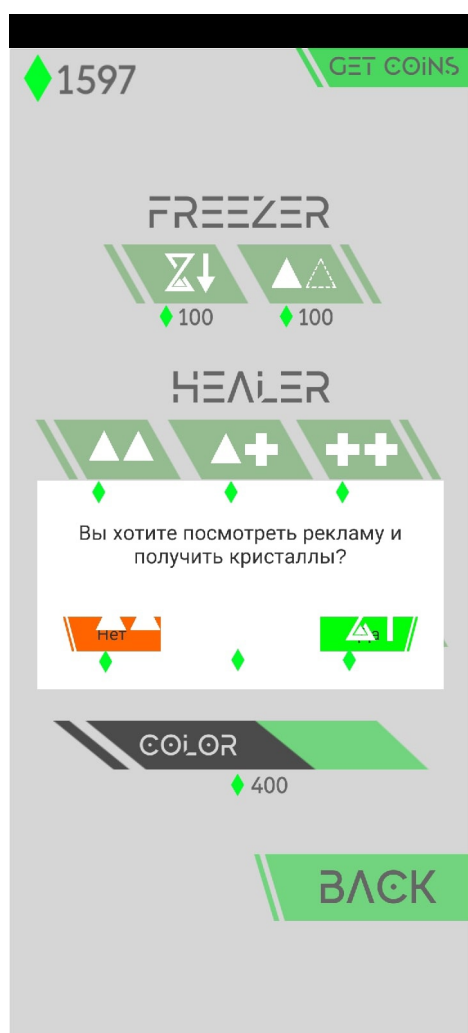 1597
GET COiNS
FREEZER
100
100
HEALER
Вы хотите посмотреть рекламу и
получить кристаллы?
Нет
COLOR
400
BACK